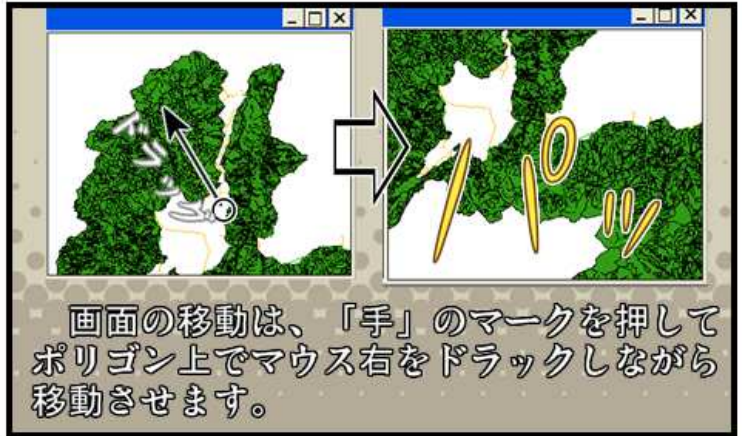 ドラッグ
パッ
画面の移動は、「手」のマークを押して
ポリゴン上でマウス右をドラックしながら
移動させます。